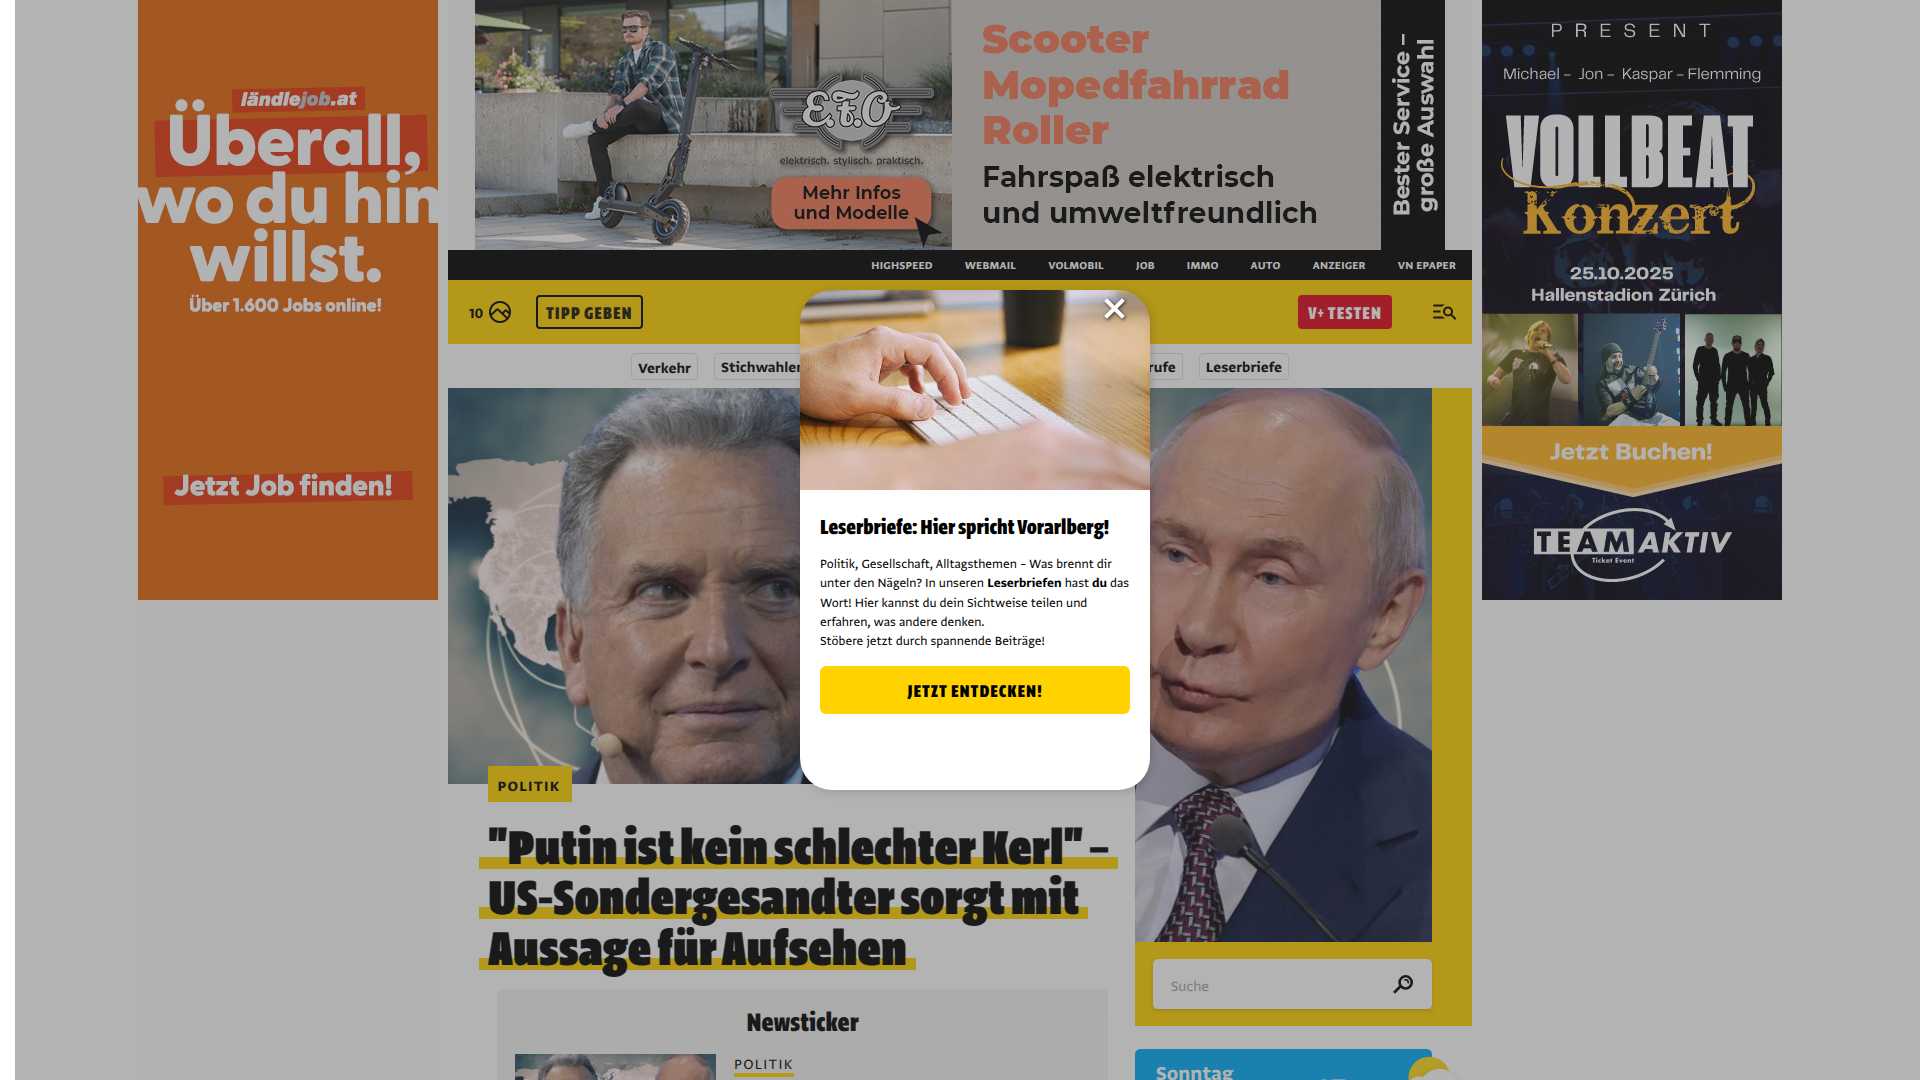 ländlejob.at
Überall,
wo du hin
willst.
Über 1.600 Jobs online!
Jetzt Job finden!
E.F.O
elektrisch. stylisch. praktisch.
Mehr Infos
und Modelle
Scooter
Mopedfahrrad
Roller
Fahrspaß elektrisch
und umweltfreundlich
Bester Service –
große Auswahl
PRESENT
Michael - Jon - Kaspar - Flemming
VOLLBEAT
Konzert
25.10.2025
Hallenstadion Zürich
Jetzt Buchen!
TEAM AKTIV
Ticket Event
HIGHSPEED WEBMAIL VOLMOBIL JOB IMMO AUTO ANZEIGER VN EPAPER
10 TIPP GEBEN V+ TESTEN
Verkehr Stichwahlen rufe Leserbriefe
Leserbriefe: Hier spricht Vorarlberg!
Politik, Gesellschaft, Alltagsthemen – Was brennt dir
unter den Nägeln? In unseren Leserbriefen hast du das
Wort! Hier kannst du dein Sichtweise teilen und
erfahren, was andere denken.
Stöbere jetzt durch spannende Beiträge!
JETZT ENTDECKEN!
POLITIK
"Putin ist kein schlechter Kerl" –
US-Sondergesandter sorgt mit
Aussage für Aufsehen
Suche
Newsticker
POLITIK
Sonntag